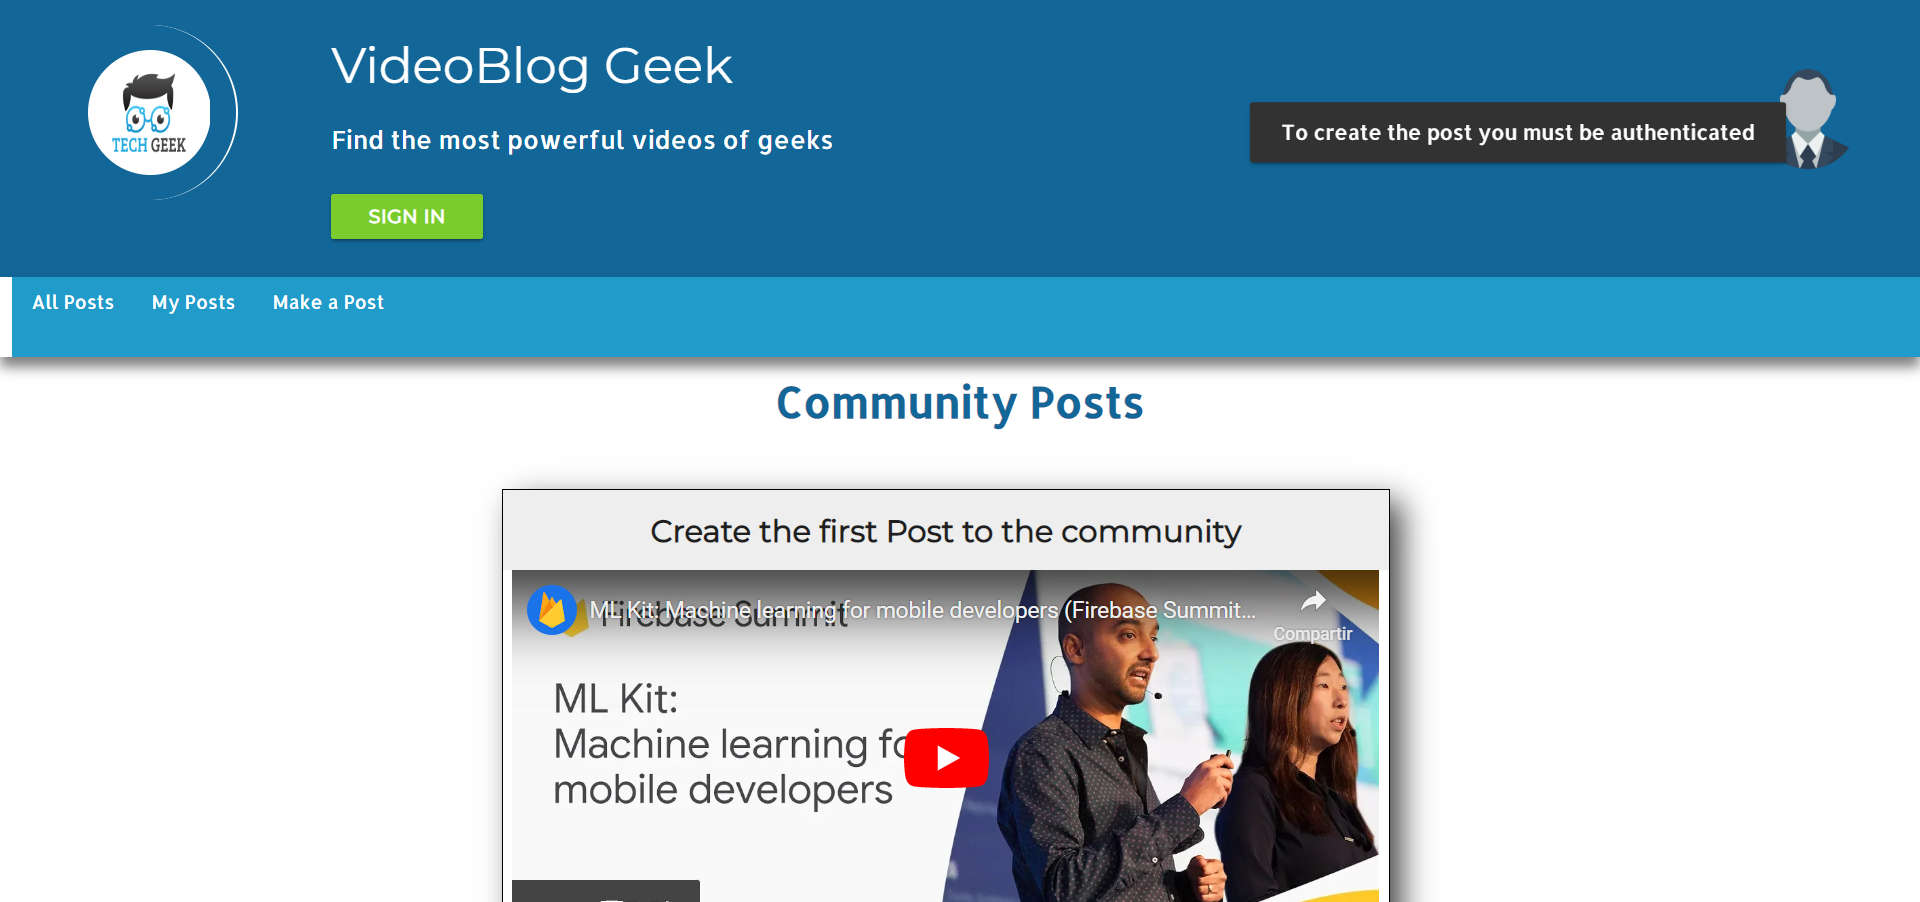 TECH GEEK
VideoBlog Geek
Find the most powerful videos of geeks
SIGN IN
To create the post you must be authenticated
All Posts
My Posts
Make a Post
Community Posts
Create the first Post to the community
ML Kit: Machine learning for mobile developers (Firebase Summit...
Firebase Summit
Compartir
ML Kit:
Machine learning fo
mobile developers